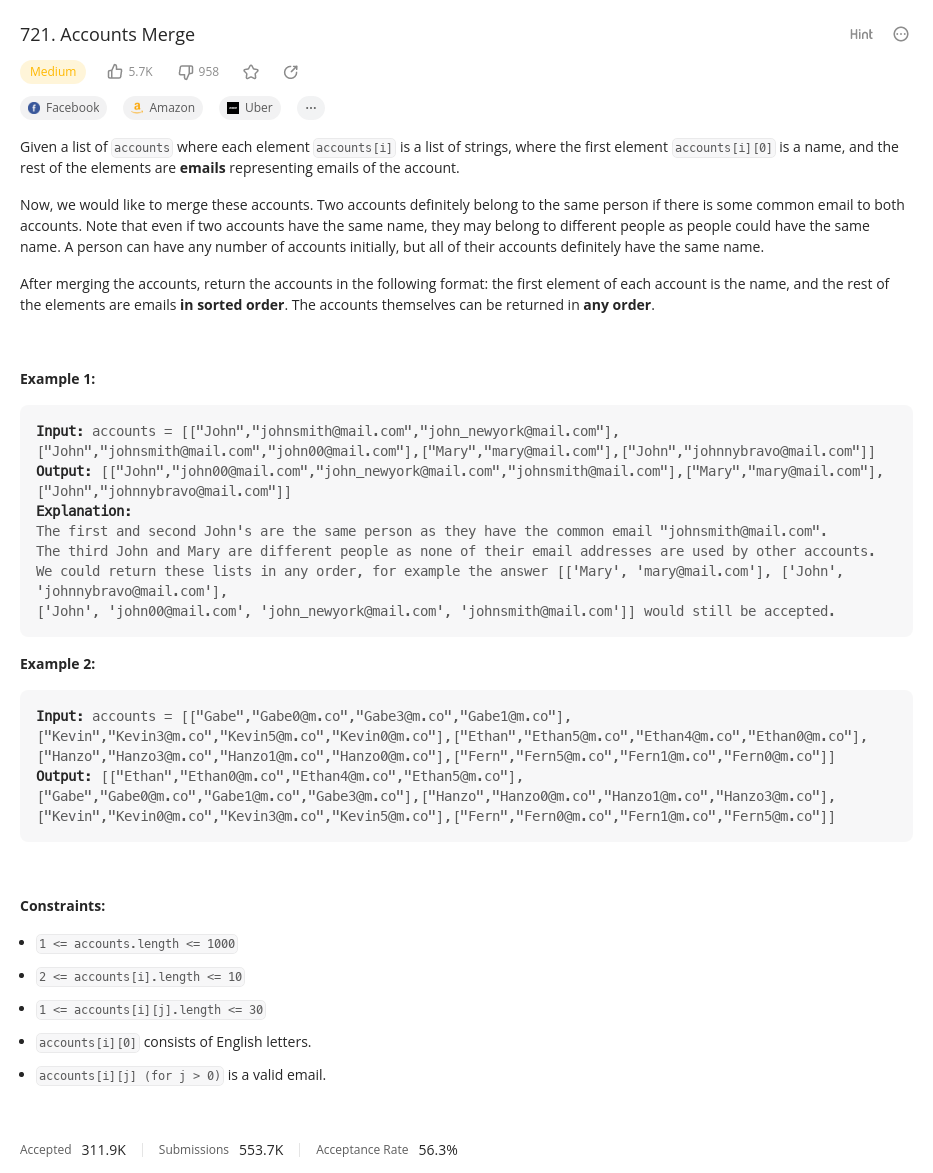 721. Accounts Merge
Hint
Medium
5.7K
958
Facebook
Amazon
Uber
Given a list of accounts where each element accounts[i] is a list of strings, where the first element accounts[i][0] is a name, and the
rest of the elements are emails representing emails of the account.
Now, we would like to merge these accounts. Two accounts definitely belong to the same person if there is some common email to both
accounts. Note that even if two accounts have the same name, they may belong to different people as people could have the same
name. A person can have any number of accounts initially, but all of their accounts definitely have the same name.
After merging the accounts, return the accounts in the following format: the first element of each account is the name, and the rest of
the elements are emails in sorted order. The accounts themselves can be returned in any order.
Example 1:
Input: accounts = [["John","johnsmith@mail.com","john_newyork@mail.com"],
["John","johnsmith@mail.com","john00@mail.com"],["Mary","mary@mail.com"],["John","johnnybravo@mail.com"]]
Output: [["John","john00@mail.com","john_newyork@mail.com","johnsmith@mail.com"],["Mary","mary@mail.com"],
["John","johnnybravo@mail.com"]]
Explanation:
The first and second John's are the same person as they have the common email "johnsmith@mail.com".
The third John and Mary are different people as none of their email addresses are used by other accounts.
We could return these lists in any order, for example the answer [['Mary', 'mary@mail.com'], ['John',
'johnnybravo@mail.com'],
['John', 'john00@mail.com', 'john_newyork@mail.com', 'johnsmith@mail.com']] would still be accepted.
Example 2:
Input: accounts = [["Gabe","Gabe0@m.co","Gabe3@m.co","Gabe1@m.co"],
["Kevin","Kevin3@m.co","Kevin5@m.co","Kevin0@m.co"],["Ethan","Ethan5@m.co","Ethan4@m.co","Ethan0@m.co"],
["Hanzo","Hanzo3@m.co","Hanzo1@m.co","Hanzo0@m.co"],["Fern","Fern5@m.co","Fern1@m.co","Fern0@m.co"]]
Output: [["Ethan","Ethan0@m.co","Ethan4@m.co","Ethan5@m.co"],
["Gabe","Gabe0@m.co","Gabe1@m.co","Gabe3@m.co"],["Hanzo","Hanzo0@m.co","Hanzo1@m.co","Hanzo3@m.co"],
["Kevin","Kevin0@m.co","Kevin3@m.co","Kevin5@m.co"],["Fern","Fern0@m.co","Fern1@m.co","Fern5@m.co"]]
Constraints:
1 <= accounts.length <= 1000
2 <= accounts[i].length <= 10
1 <= accounts[i][j].length <= 30
accounts[i][0] consists of English letters.
accounts[i][j] (for j > 0) is a valid email.
Accepted 311.9K Submissions 553.7K Acceptance Rate 56.3%